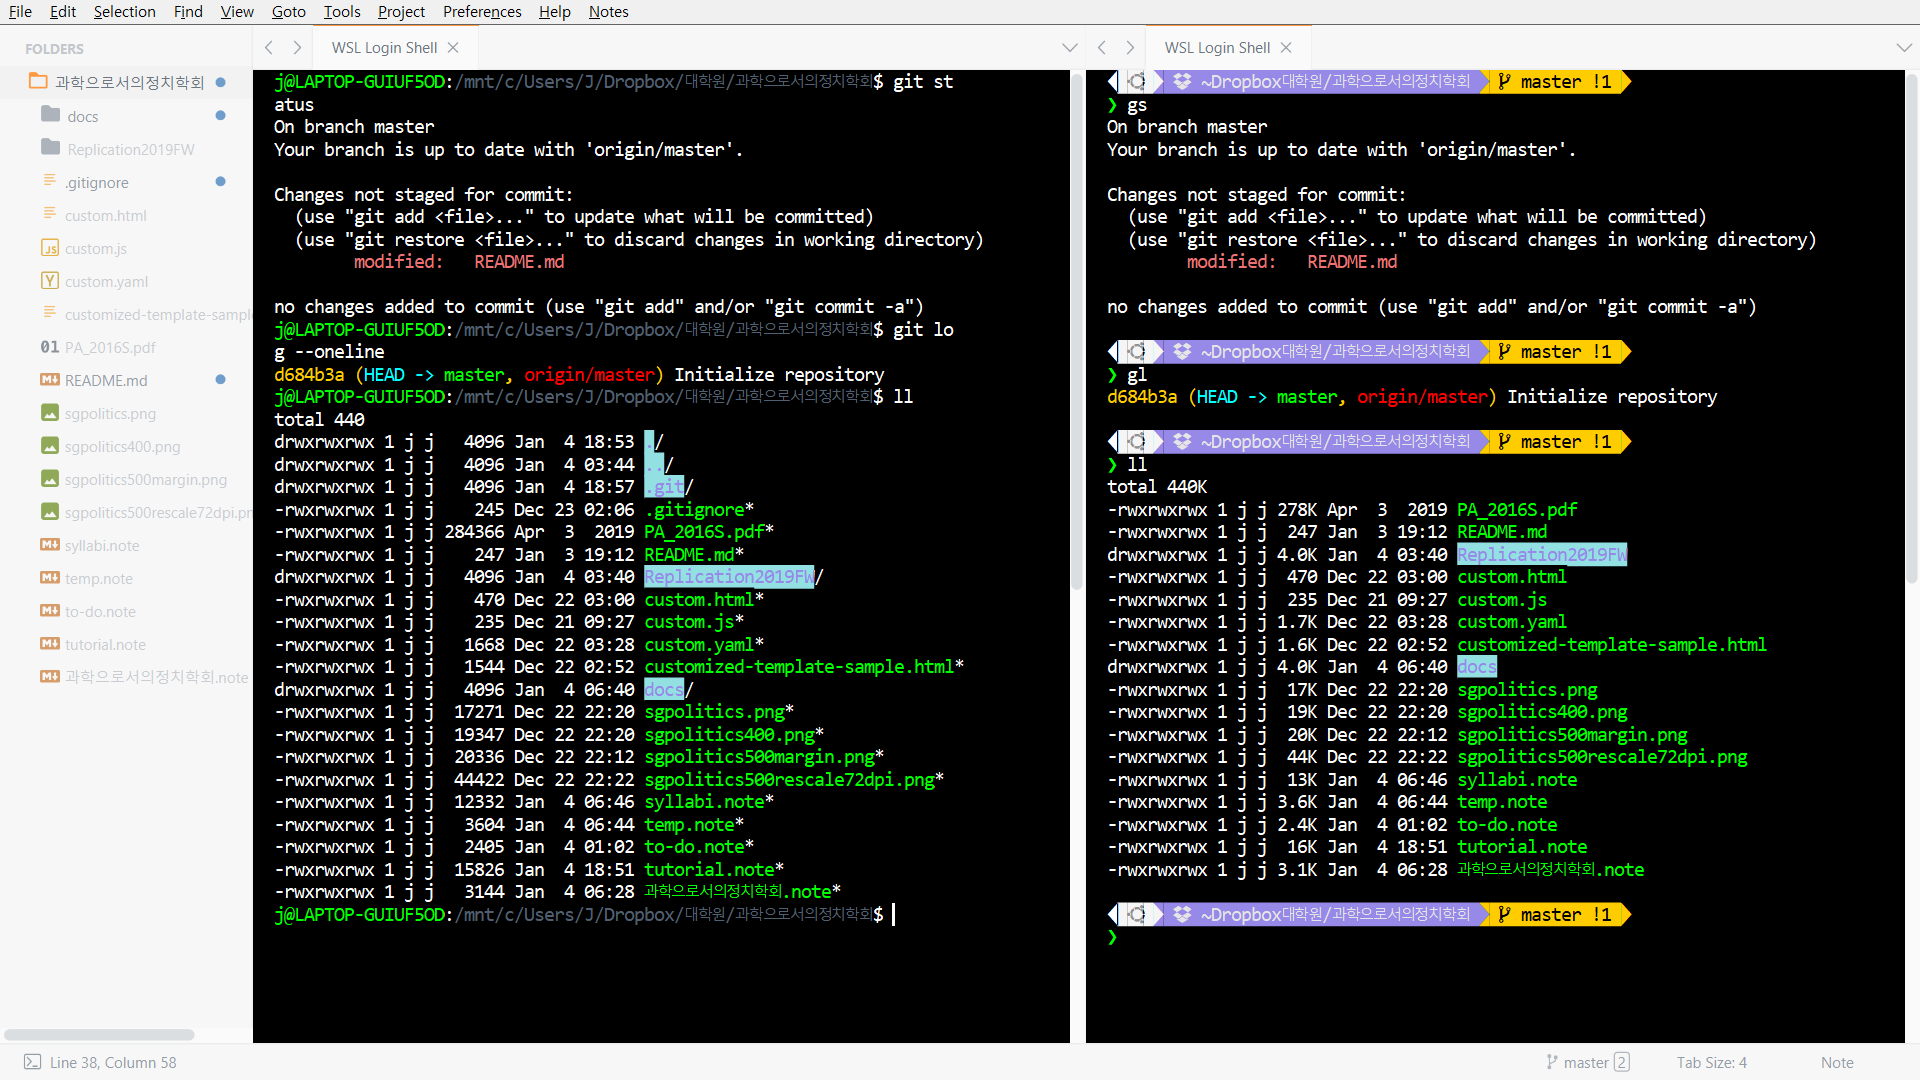 File Edit Selection Find View Goto Tools Project Preferences Help Notes
FOLDERS
과학으로서의정치학회
docs
Replication2019FW
.gitignore
custom.html
JS custom.js
Y custom.yaml
customized-template-sampl
01 PA_2016S.pdf
README.md
sgpolitics.png
sgpolitics400.png
sgpolitics500margin.png
sgpolitics500rescale72dpi.pn
syllabi.note
temp.note
to-do.note
tutorial.note
과학으로서의정치학회.note
WSL Login Shell
j@LAPTOP-GUIUF5OD:/mnt/c/Users/J/Dropbox/대학원/과학으로서의정치학회$ git st
atus
On branch master
Your branch is up to date with 'origin/master'.
Changes not staged for commit:
(use "git add <file>..." to update what will be committed)
(use "git restore <file>..." to discard changes in working directory)
modified:   README.md
no changes added to commit (use "git add" and/or "git commit -a")
j@LAPTOP-GUIUF5OD:/mnt/c/Users/J/Dropbox/대학원/과학으로서의정치학회$ git lo
g --oneline
d684b3a (HEAD -> master, origin/master) Initialize repository
j@LAPTOP-GUIUF5OD:/mnt/c/Users/J/Dropbox/대학원/과학으로서의정치학회$ ll
total 440
drwxrwxrwx 1 j j   4096 Jan  4 18:53 ./
drwxrwxrwx 1 j j   4096 Jan  4 03:44 ../
drwxrwxrwx 1 j j   4096 Jan  4 18:57 .git/
-rwxrwxrwx 1 j j    245 Dec 23 02:06 .gitignore*
-rwxrwxrwx 1 j j 284366 Apr  3  2019 PA_2016S.pdf*
-rwxrwxrwx 1 j j    247 Jan  3 19:12 README.md*
drwxrwxrwx 1 j j   4096 Jan  4 03:40 Replication2019FW/
-rwxrwxrwx 1 j j    470 Dec 22 03:00 custom.html*
-rwxrwxrwx 1 j j    235 Dec 21 09:27 custom.js*
-rwxrwxrwx 1 j j   1668 Dec 22 03:28 custom.yaml*
-rwxrwxrwx 1 j j   1544 Dec 22 02:52 customized-template-sample.html*
drwxrwxrwx 1 j j   4096 Jan  4 06:40 docs/
-rwxrwxrwx 1 j j  17271 Dec 22 22:20 sgpolitics.png*
-rwxrwxrwx 1 j j  19347 Dec 22 22:20 sgpolitics400.png*
-rwxrwxrwx 1 j j  20336 Dec 22 22:12 sgpolitics500margin.png*
-rwxrwxrwx 1 j j  44422 Dec 22 22:22 sgpolitics500rescale72dpi.png*
-rwxrwxrwx 1 j j  12332 Jan  4 06:46 syllabi.note*
-rwxrwxrwx 1 j j   3604 Jan  4 06:44 temp.note*
-rwxrwxrwx 1 j j   2405 Jan  4 01:02 to-do.note*
-rwxrwxrwx 1 j j  15826 Jan  4 18:51 tutorial.note*
-rwxrwxrwx 1 j j   3144 Jan  4 06:28 과학으로서의정치학회.note*
j@LAPTOP-GUIUF5OD:/mnt/c/Users/J/Dropbox/대학원/과학으로서의정치학회$
WSL Login Shell
~Dropbox대학원/과학으로서의정치학회 master !1
❯ gs
On branch master
Your branch is up to date with 'origin/master'.
Changes not staged for commit:
(use "git add <file>..." to update what will be committed)
(use "git restore <file>..." to discard changes in working directory)
modified:   README.md
no changes added to commit (use "git add" and/or "git commit -a")
~Dropbox대학원/과학으로서의정치학회 master !1
❯ gl
d684b3a (HEAD -> master, origin/master) Initialize repository
~Dropbox대학원/과학으로서의정치학회 master !1
❯ ll
total 440K
-rwxrwxrwx 1 j j 278K Apr  3  2019 PA_2016S.pdf
-rwxrwxrwx 1 j j  247 Jan  3 19:12 README.md
drwxrwxrwx 1 j j 4.0K Jan  4 03:40 Replication2019FW
-rwxrwxrwx 1 j j  470 Dec 22 03:00 custom.html
-rwxrwxrwx 1 j j  235 Dec 21 09:27 custom.js
-rwxrwxrwx 1 j j 1.7K Dec 22 03:28 custom.yaml
-rwxrwxrwx 1 j j 1.6K Dec 22 02:52 customized-template-sample.html
drwxrwxrwx 1 j j 4.0K Jan  4 06:40 docs
-rwxrwxrwx 1 j j  17K Dec 22 22:20 sgpolitics.png
-rwxrwxrwx 1 j j  19K Dec 22 22:20 sgpolitics400.png
-rwxrwxrwx 1 j j  20K Dec 22 22:12 sgpolitics500margin.png
-rwxrwxrwx 1 j j  44K Dec 22 22:22 sgpolitics500rescale72dpi.png
-rwxrwxrwx 1 j j  13K Jan  4 06:46 syllabi.note
-rwxrwxrwx 1 j j 3.6K Jan  4 06:44 temp.note
-rwxrwxrwx 1 j j 2.4K Jan  4 01:02 to-do.note
-rwxrwxrwx 1 j j  16K Jan  4 18:51 tutorial.note
-rwxrwxrwx 1 j j 3.1K Jan  4 06:28 과학으로서의정치학회.note
~Dropbox대학원/과학으로서의정치학회 master !1
❯
Line 38, Column 58
master 2
Tab Size: 4
Note